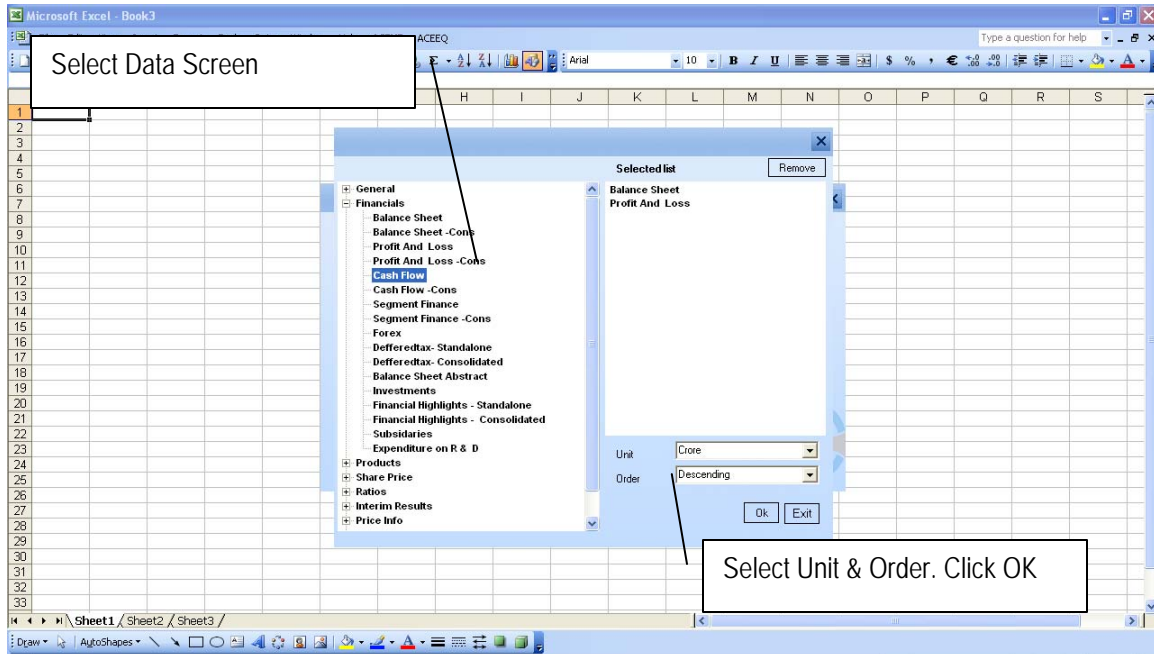 Microsoft Excel - Book3
ACEEQ
Type a question for help
Select Data Screen
Arial
10
B I U
$ % , €
H I J K L M N O P Q R S
1
2
3
4
5
6
7
8
9
10
11
12
13
14
15
16
17
18
19
20
21
22
23
24
25
26
27
28
29
30
31
32
33
Selected list
Remove
General
Financials
Balance Sheet
Balance Sheet -Cons
Profit And Loss
Profit And Loss -Cons
Cash Flow
Cash Flow -Cons
Segment Finance
Segment Finance -Cons
Forex
Defferedtax- Standalone
Defferedtax- Consolidated
Balance Sheet Abstract
Investments
Financial Highlights - Standalone
Financial Highlights - Consolidated
Subsidaries
Expenditure on R & D
Products
Share Price
Ratios
Interim Results
Price Info
Balance Sheet
Profit And Loss
Unit
Crore
Order
Descending
Ok
Exit
Select Unit & Order. Click OK
Sheet1 / Sheet2 / Sheet3 /
Draw
AutoShapes